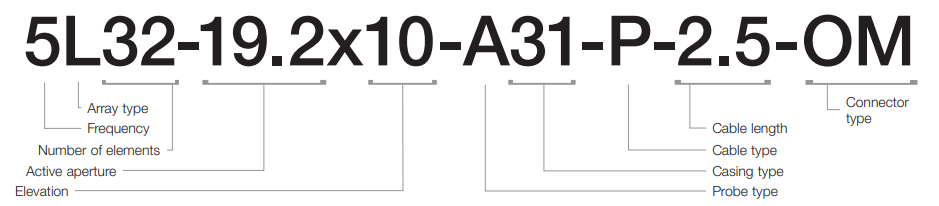 5L32-19.2x10-A31-P-2.5-OM
Array type
Frequency
Number of elements
Active aperture
Elevation
Connector
type
Cable length
Cable type
Casing type
Probe type